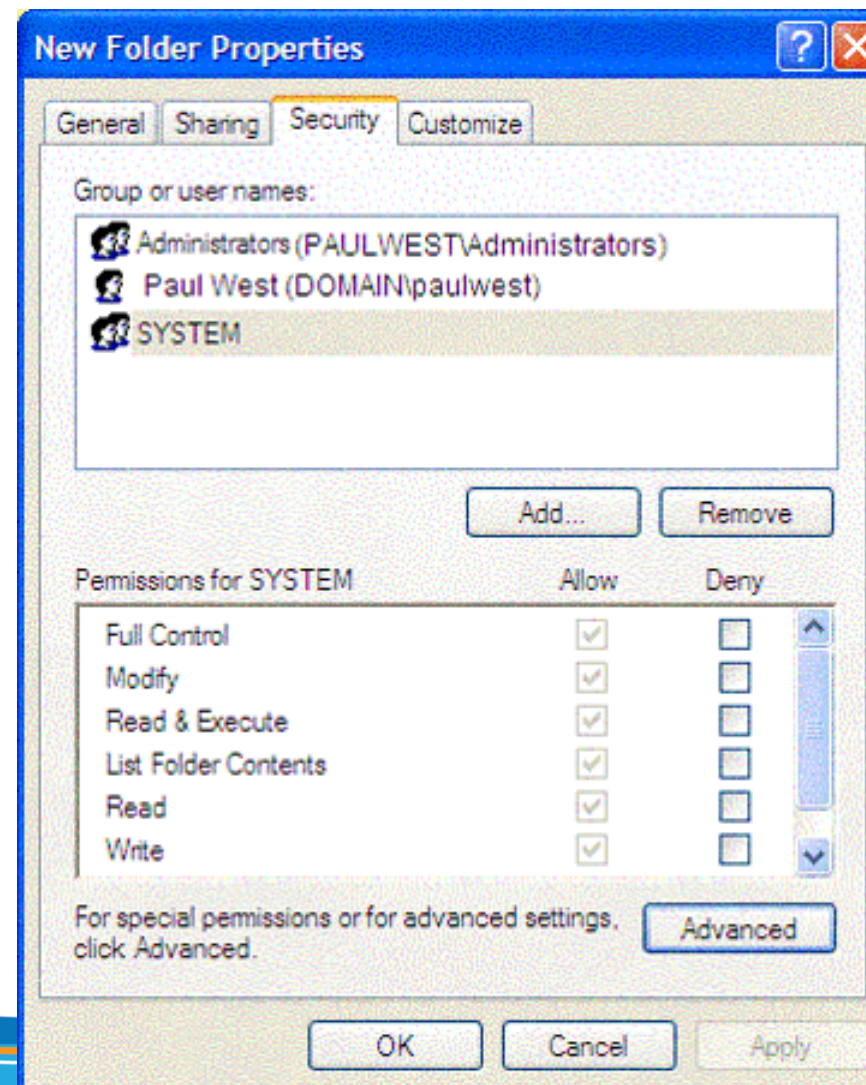 New Folder Properties
General Sharing Security Customize
Group or user names:
Administrators (PAULWEST\Administrators)
Paul West (DOMAIN\paulwest)
SYSTEM
Add... Remove
Permissions for SYSTEM Allow Deny
Full Control
Modify
Read & Execute
List Folder Contents
Read
Write
For special permissions or for advanced settings,
click Advanced.
Advanced
OK Cancel Apply